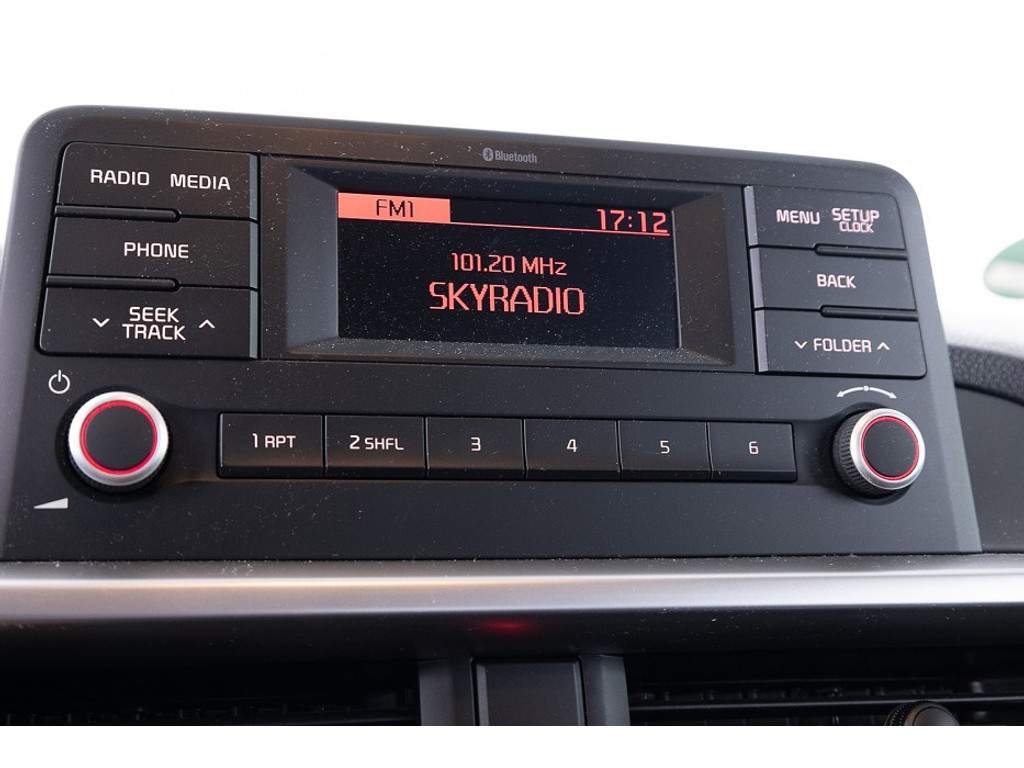 Bluetooth
RADIO MEDIA
PHONE
SEEK
TRACK
FM1 17:12
101.20 MHz
SKYRADIO
MENU SETUP
CLOCK
BACK
FOLDER
1 RPT 2 SHFL 3 4 5 6